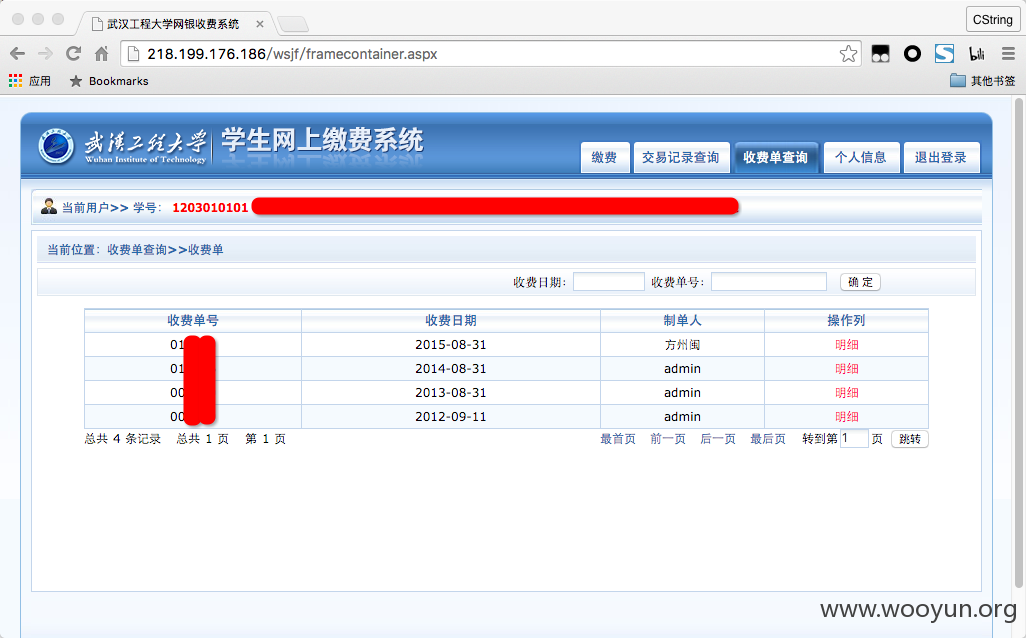 武汉工程大学网银收费系统
CString
218.199.176.186/wsjf/framecontainer.aspx
应用 Bookmarks 其他书签
武汉工程大学 学生网上缴费系统
Wuhan Institute of Technology
缴费 交易记录查询 收费单查询 个人信息 退出登录
当前用户>> 学号： 1203010101
当前位置：收费单查询>>收费单
收费日期： 收费单号： 确 定
收费单号 收费日期 制单人 操作列
01 2015-08-31 方州闽 明细
01 2014-08-31 admin 明细
00 2013-08-31 admin 明细
00 2012-09-11 admin 明细
总共 4 条记录 总共 1 页 第 1 页 最首页 前一页 后一页 最后页 转到第 1 页 跳转
www.wooyun.org